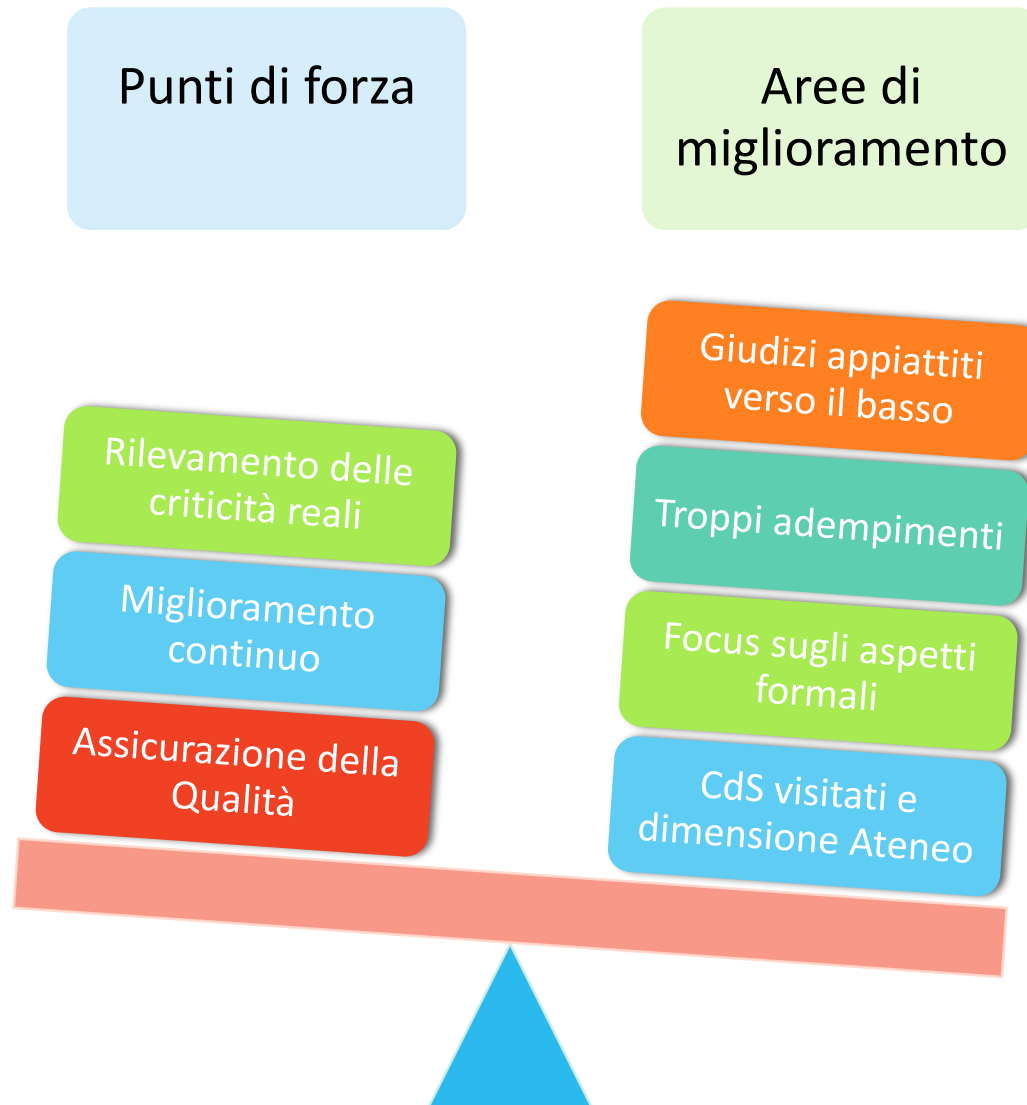 Punti di forza
Aree di
miglioramento
Rilevamento delle
criticità reali
Miglioramento
continuo
Assicurazione della
Qualità
Giudizi appiattiti
verso il basso
Troppi adempimenti
Focus sugli aspetti
formali
CdS visitati e
dimensione Ateneo